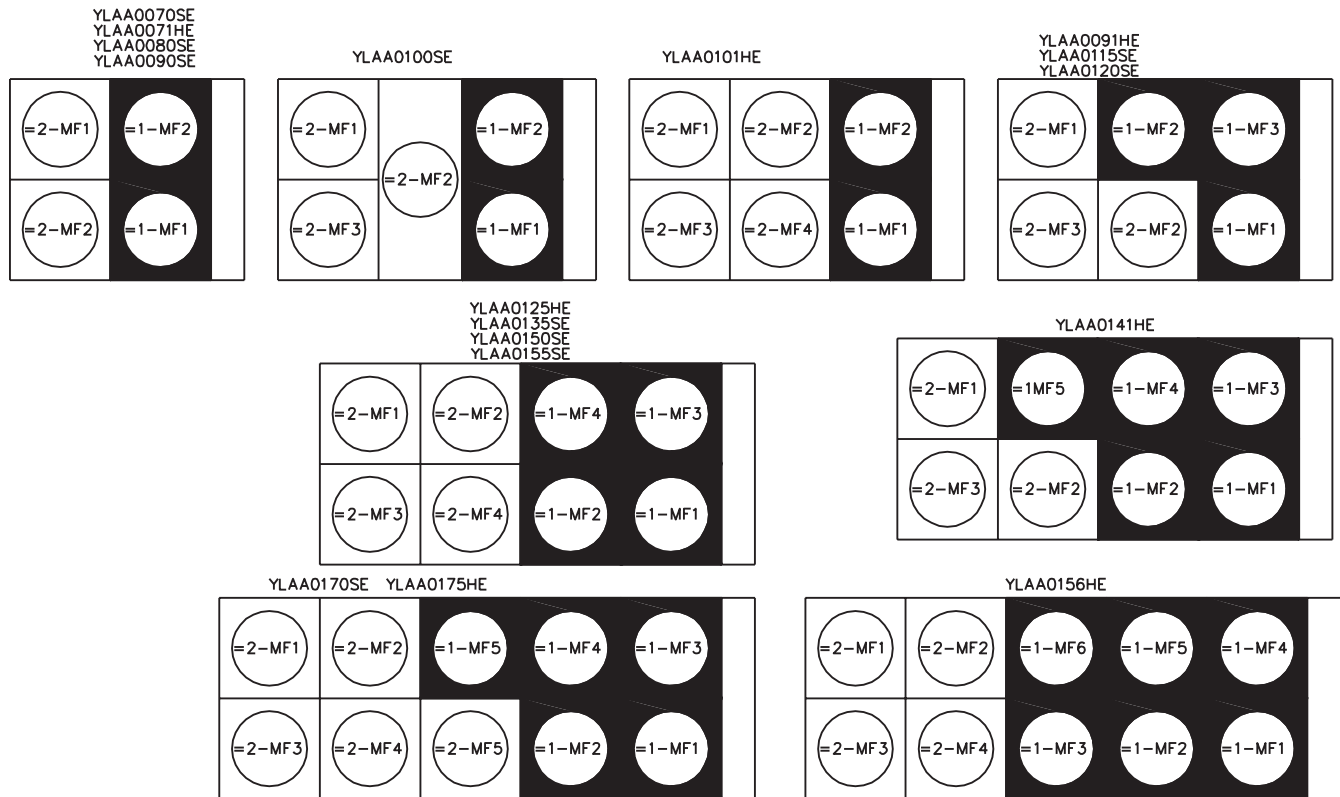 YLAA0070SE
YLAA0071HE
YLAA0080SE
YLAA0090SE
=2-MF1 =1-MF2
=2-MF2 =1-MF1
YLAA0100SE
=2-MF1 =1-MF2
=2-MF2
=2-MF3 =1-MF1
YLAA0101HE
=2-MF1 =2-MF2 =1-MF2
=2-MF3 =2-MF4 =1-MF1
YLAA0091HE
YLAA0115SE
YLAA0120SE
=2-MF1 =1-MF2 =1-MF3
=2-MF3 =2-MF2 =1-MF1
YLAA0125HE
YLAA0135SE
YLAA0150SE
YLAA0155SE
=2-MF1 =2-MF2 =1-MF4 =1-MF3
=2-MF3 =2-MF4 =1-MF2 =1-MF1
YLAA0141HE
=2-MF1 =1MF5 =1-MF4 =1-MF3
=2-MF3 =2-MF2 =1-MF2 =1-MF1
YLAA0170SE YLAA0175HE
=2-MF1 =2-MF2 =1-MF5 =1-MF4 =1-MF3
=2-MF3 =2-MF4 =2-MF5 =1-MF2 =1-MF1
YLAA0156HE
=2-MF1 =2-MF2 =1-MF6 =1-MF5 =1-MF4
=2-MF3 =2-MF4 =1-MF3 =1-MF2 =1-MF1